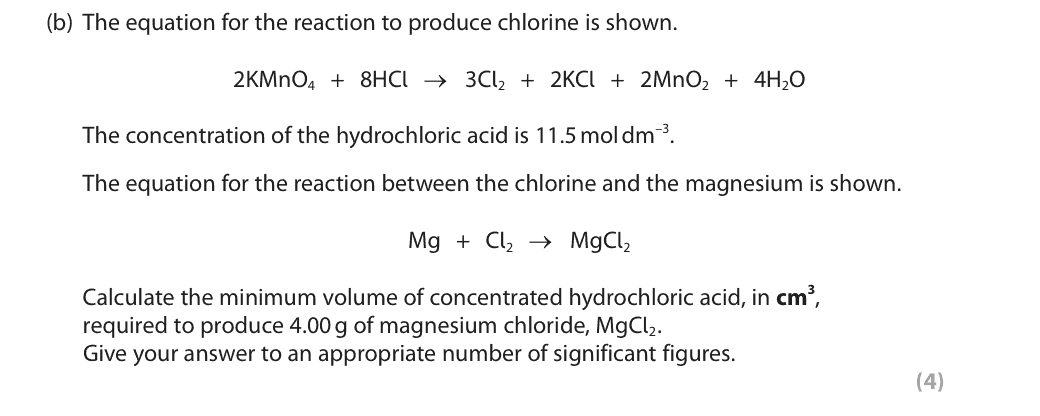 (b) The equation for the reaction to produce chlorine is shown.
2KMnO₄ + 8HCl → 3Cl₂ + 2KCl + 2MnO₂ + 4H₂O
The concentration of the hydrochloric acid is 11.5 mol dm⁻³.
The equation for the reaction between the chlorine and the magnesium is shown.
Mg + Cl₂ → MgCl₂
Calculate the minimum volume of concentrated hydrochloric acid, in cm³,
required to produce 4.00 g of magnesium chloride, MgCl₂.
Give your answer to an appropriate number of significant figures.
(4)